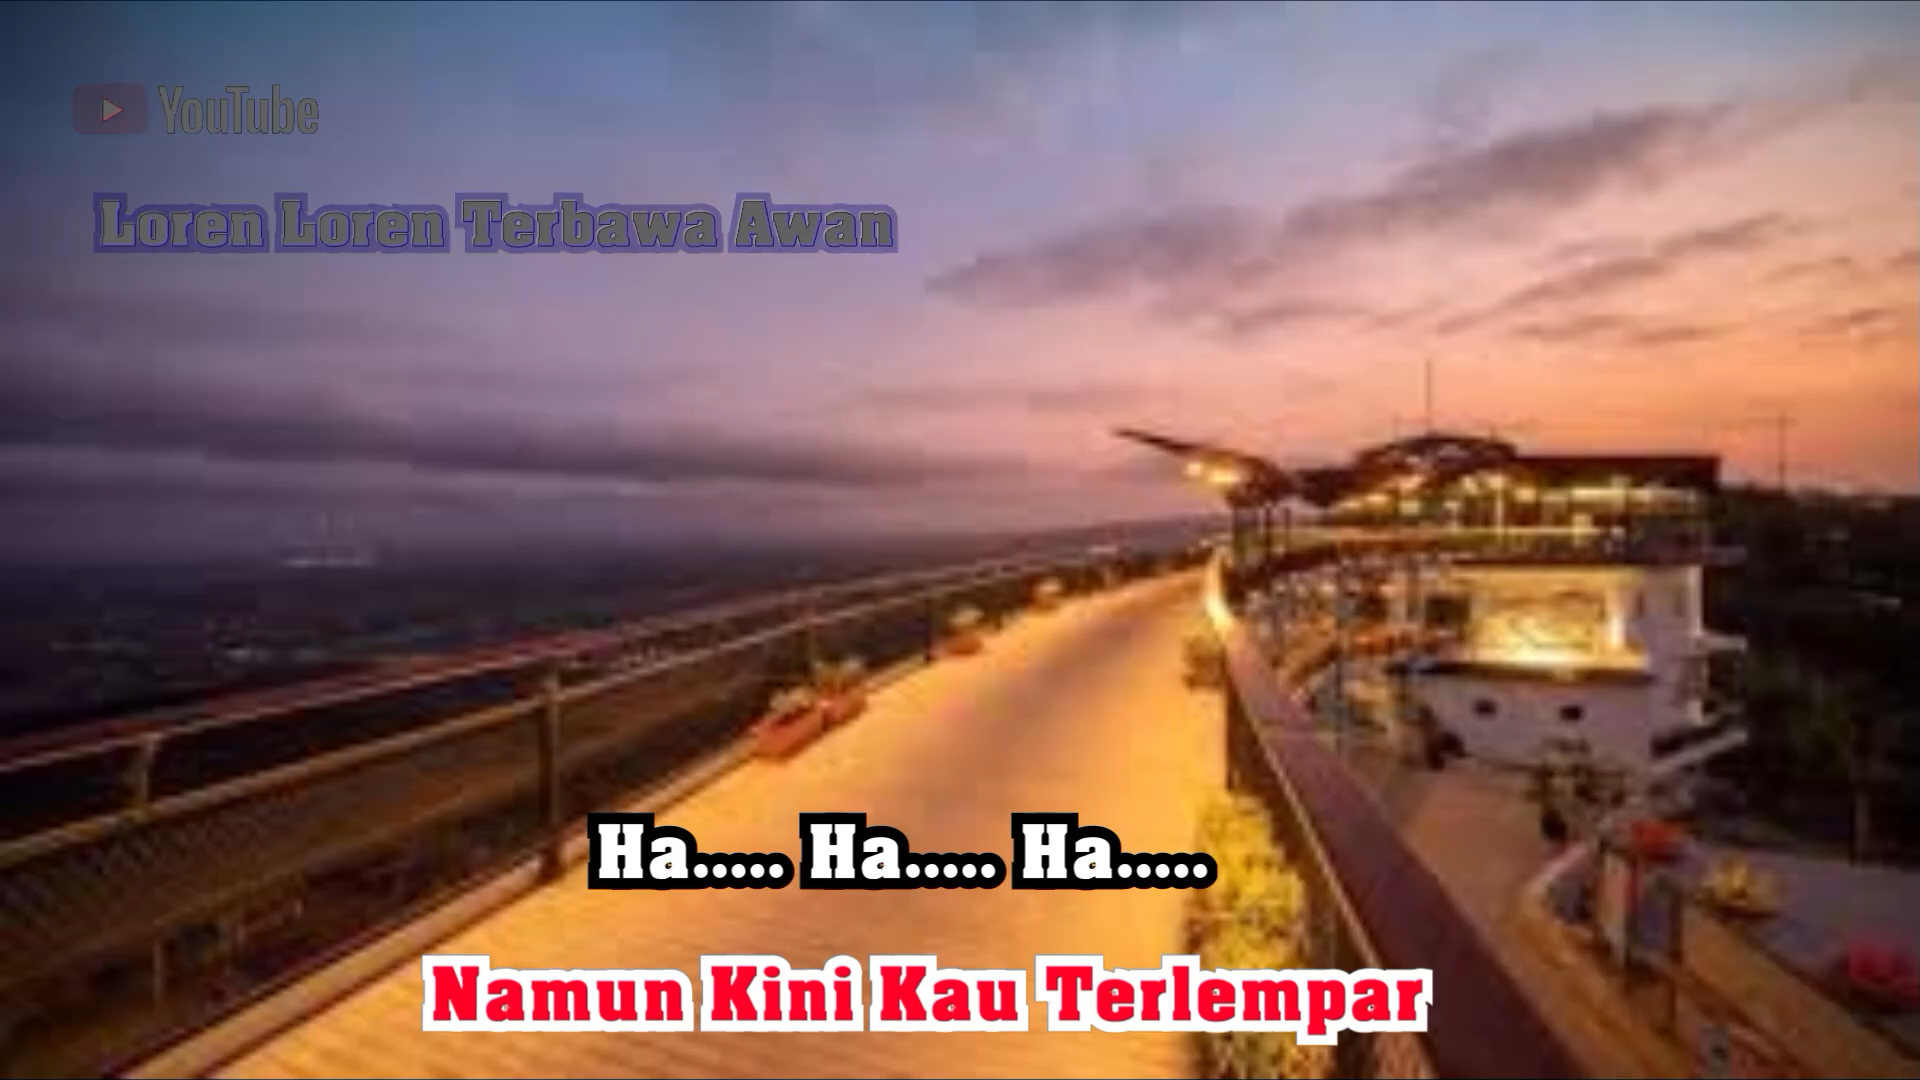 YouTube
Loren Loren Terbawa Awan
Ha..... Ha..... Ha.....
Namun Kini Kau Terlempar